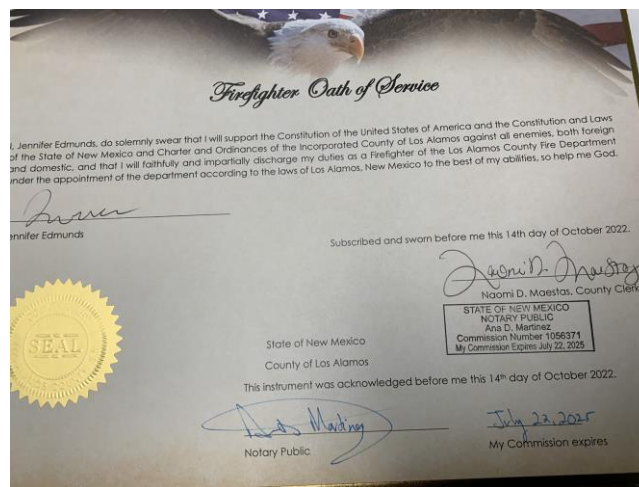 Firefighter Oath of Service
I, Jennifer Edmunds, do solemnly swear that I will support the Constitution of the United States of America and the Constitution and Laws
of the State of New Mexico and Charter and Ordinances of the Incorporated County of Los Alamos against all enemies, both foreign
and domestic, and that I will faithfully and impartially discharge my duties as a Firefighter of the Los Alamos County Fire Department
under the appointment of the department according to the laws of Los Alamos, New Mexico to the best of my abilities, so help me God.
Jennifer Edmunds
Subscribed and sworn before me this 14th day of October 2022.
Naomi D. Maestas
Naomi D. Maestas, County Clerk
STATE OF NEW MEXICO
NOTARY PUBLIC
Ana D. Martinez
Commission Number 1056371
My Commission Expires July 22, 2025
SEAL
State of New Mexico
County of Los Alamos
This instrument was acknowledged before me this 14th day of October 2022.
July 22, 2025
Notary Public
My Commission expires